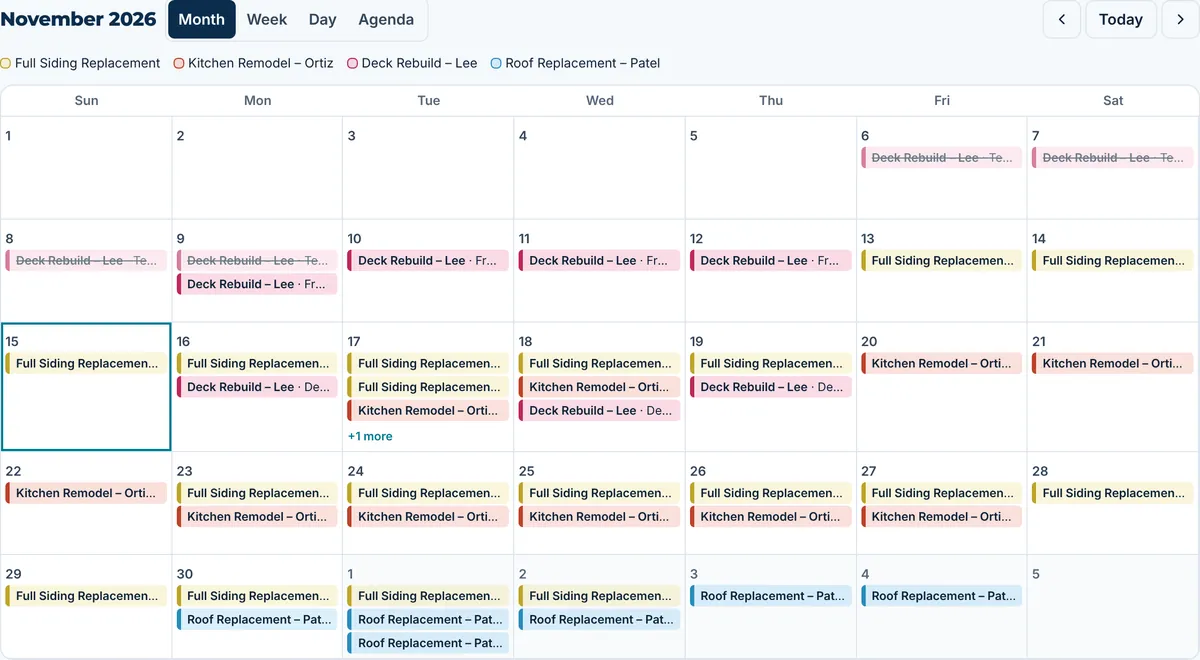 November 2026 Month Week Day Agenda Today
Full Siding Replacement Kitchen Remodel – Ortiz Deck Rebuild – Lee Roof Replacement – Patel
Sun Mon Tue Wed Thu Fri Sat
1 2 3 4 5 6 7
Deck Rebuild – Lee · Te... Deck Rebuild – Lee · Te...
8 9 10 11 12 13 14
Deck Rebuild – Lee · Te... Deck Rebuild – Lee · Te... Deck Rebuild – Lee · Fr... Deck Rebuild – Lee · Fr... Deck Rebuild – Lee · Fr... Full Siding Replacemen... Full Siding Replacemen...
Deck Rebuild – Lee · Fr...
15 16 17 18 19 20 21
Full Siding Replacemen... Full Siding Replacemen... Full Siding Replacemen... Full Siding Replacemen... Full Siding Replacemen... Kitchen Remodel – Orti... Kitchen Remodel – Orti...
Deck Rebuild – Lee · De... Full Siding Replacemen... Kitchen Remodel – Orti... Deck Rebuild – Lee · De...
Kitchen Remodel – Orti... Deck Rebuild – Lee · De...
+1 more
22 23 24 25 26 27 28
Kitchen Remodel – Orti... Full Siding Replacemen... Full Siding Replacemen... Full Siding Replacemen... Full Siding Replacemen... Full Siding Replacemen... Full Siding Replacemen...
Kitchen Remodel – Orti... Kitchen Remodel – Orti... Kitchen Remodel – Orti... Kitchen Remodel – Orti... Kitchen Remodel – Orti...
29 30 1 2 3 4 5
Full Siding Replacemen... Full Siding Replacemen... Full Siding Replacemen... Full Siding Replacemen... Roof Replacement – Pat... Roof Replacement – Pat...
Roof Replacement – Pat... Roof Replacement – Pat... Roof Replacement – Pat...
Roof Replacement – Pat...